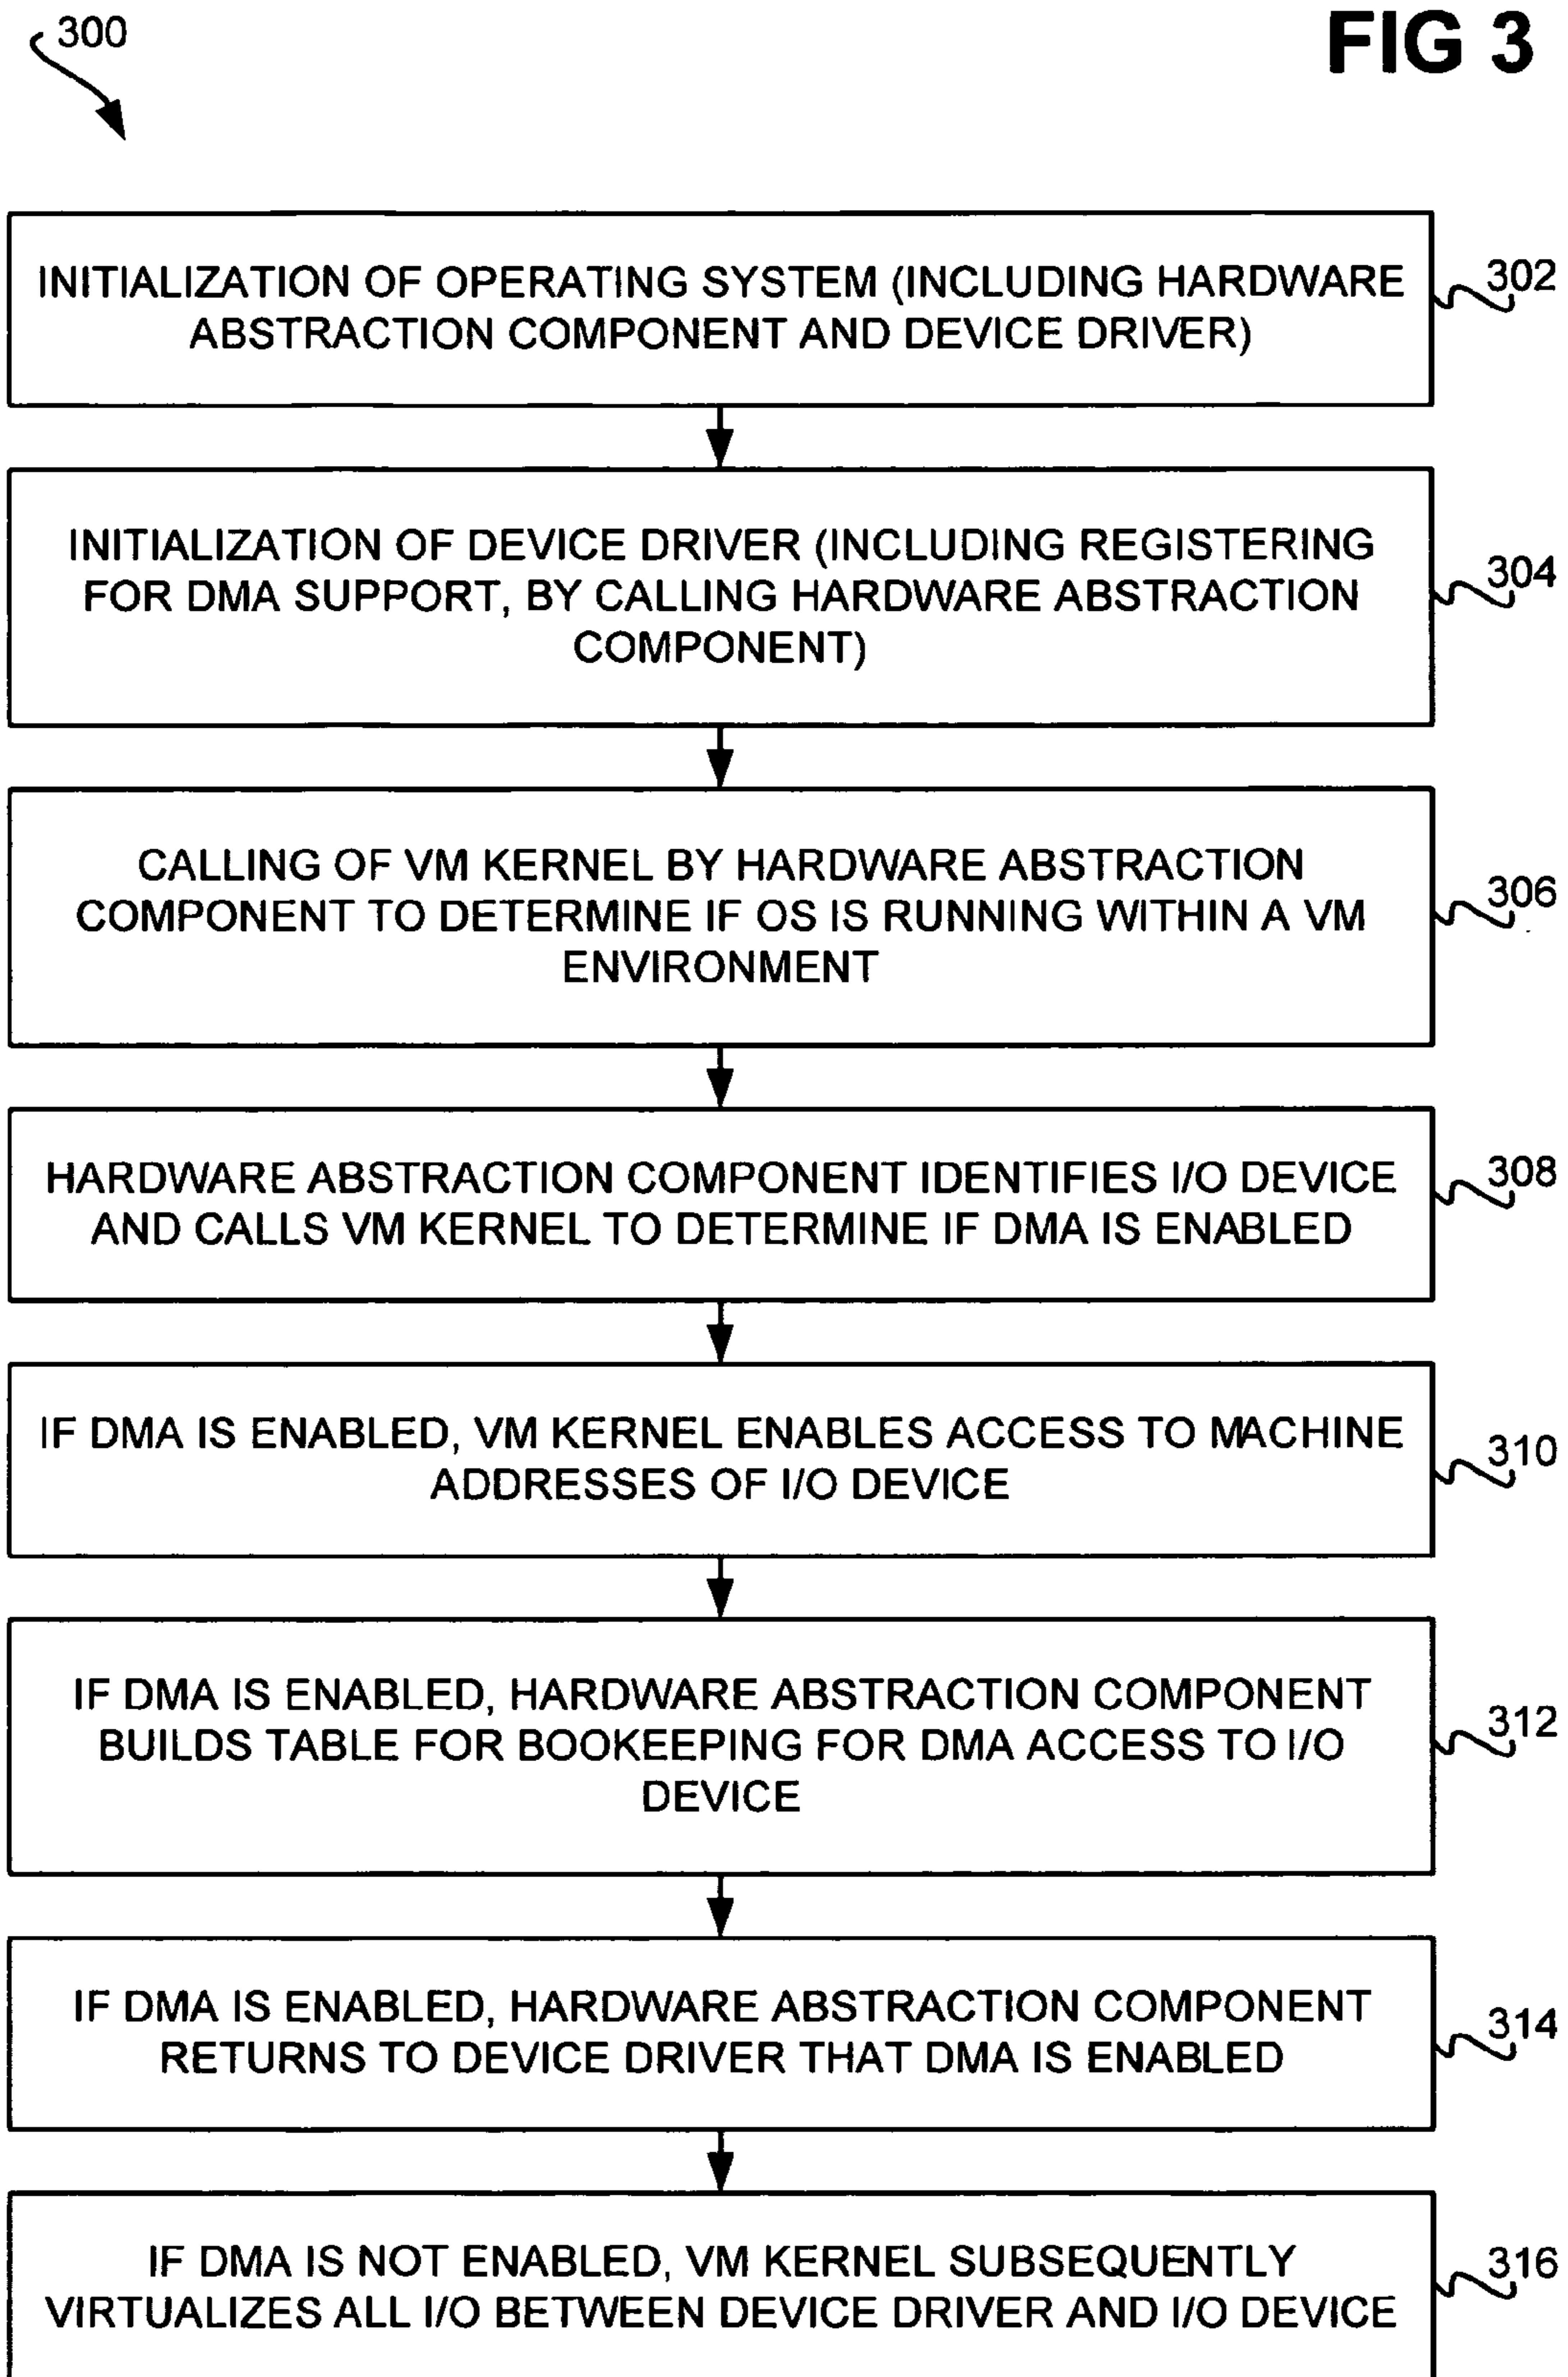 300
FIG 3
INITIALIZATION OF OPERATING SYSTEM (INCLUDING HARDWARE
ABSTRACTION COMPONENT AND DEVICE DRIVER)
302
INITIALIZATION OF DEVICE DRIVER (INCLUDING REGISTERING
FOR DMA SUPPORT, BY CALLING HARDWARE ABSTRACTION
COMPONENT)
304
CALLING OF VM KERNEL BY HARDWARE ABSTRACTION
COMPONENT TO DETERMINE IF OS IS RUNNING WITHIN A VM
ENVIRONMENT
306
HARDWARE ABSTRACTION COMPONENT IDENTIFIES I/O DEVICE
AND CALLS VM KERNEL TO DETERMINE IF DMA IS ENABLED
308
IF DMA IS ENABLED, VM KERNEL ENABLES ACCESS TO MACHINE
ADDRESSES OF I/O DEVICE
310
IF DMA IS ENABLED, HARDWARE ABSTRACTION COMPONENT
BUILDS TABLE FOR BOOKEEPING FOR DMA ACCESS TO I/O
DEVICE
312
IF DMA IS ENABLED, HARDWARE ABSTRACTION COMPONENT
RETURNS TO DEVICE DRIVER THAT DMA IS ENABLED
314
IF DMA IS NOT ENABLED, VM KERNEL SUBSEQUENTLY
VIRTUALIZES ALL I/O BETWEEN DEVICE DRIVER AND I/O DEVICE
316